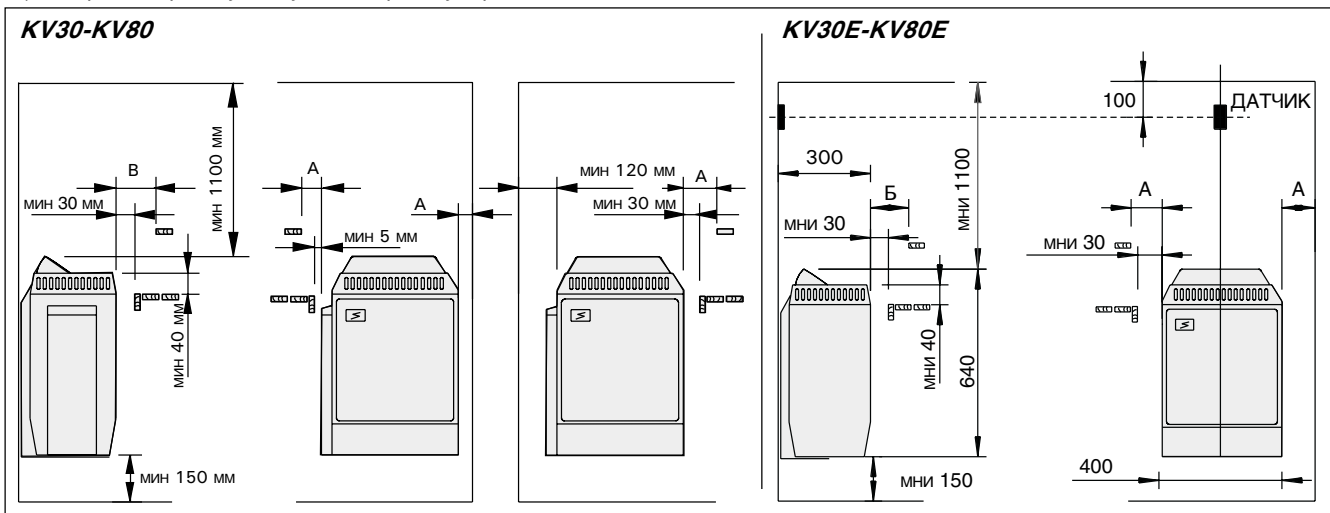 KV30-KV80
мин 1100 мм
В
мин 30 мм
мин 40 мм
мин 150 мм
А
А
мин 5 мм
мин 120 мм
А
мин 30 мм
KV30E-KV80E
100
ДАТЧИК
300
мни 1100
Б
мни 30
мни 40
640
мни 150
А
А
мни 30
400